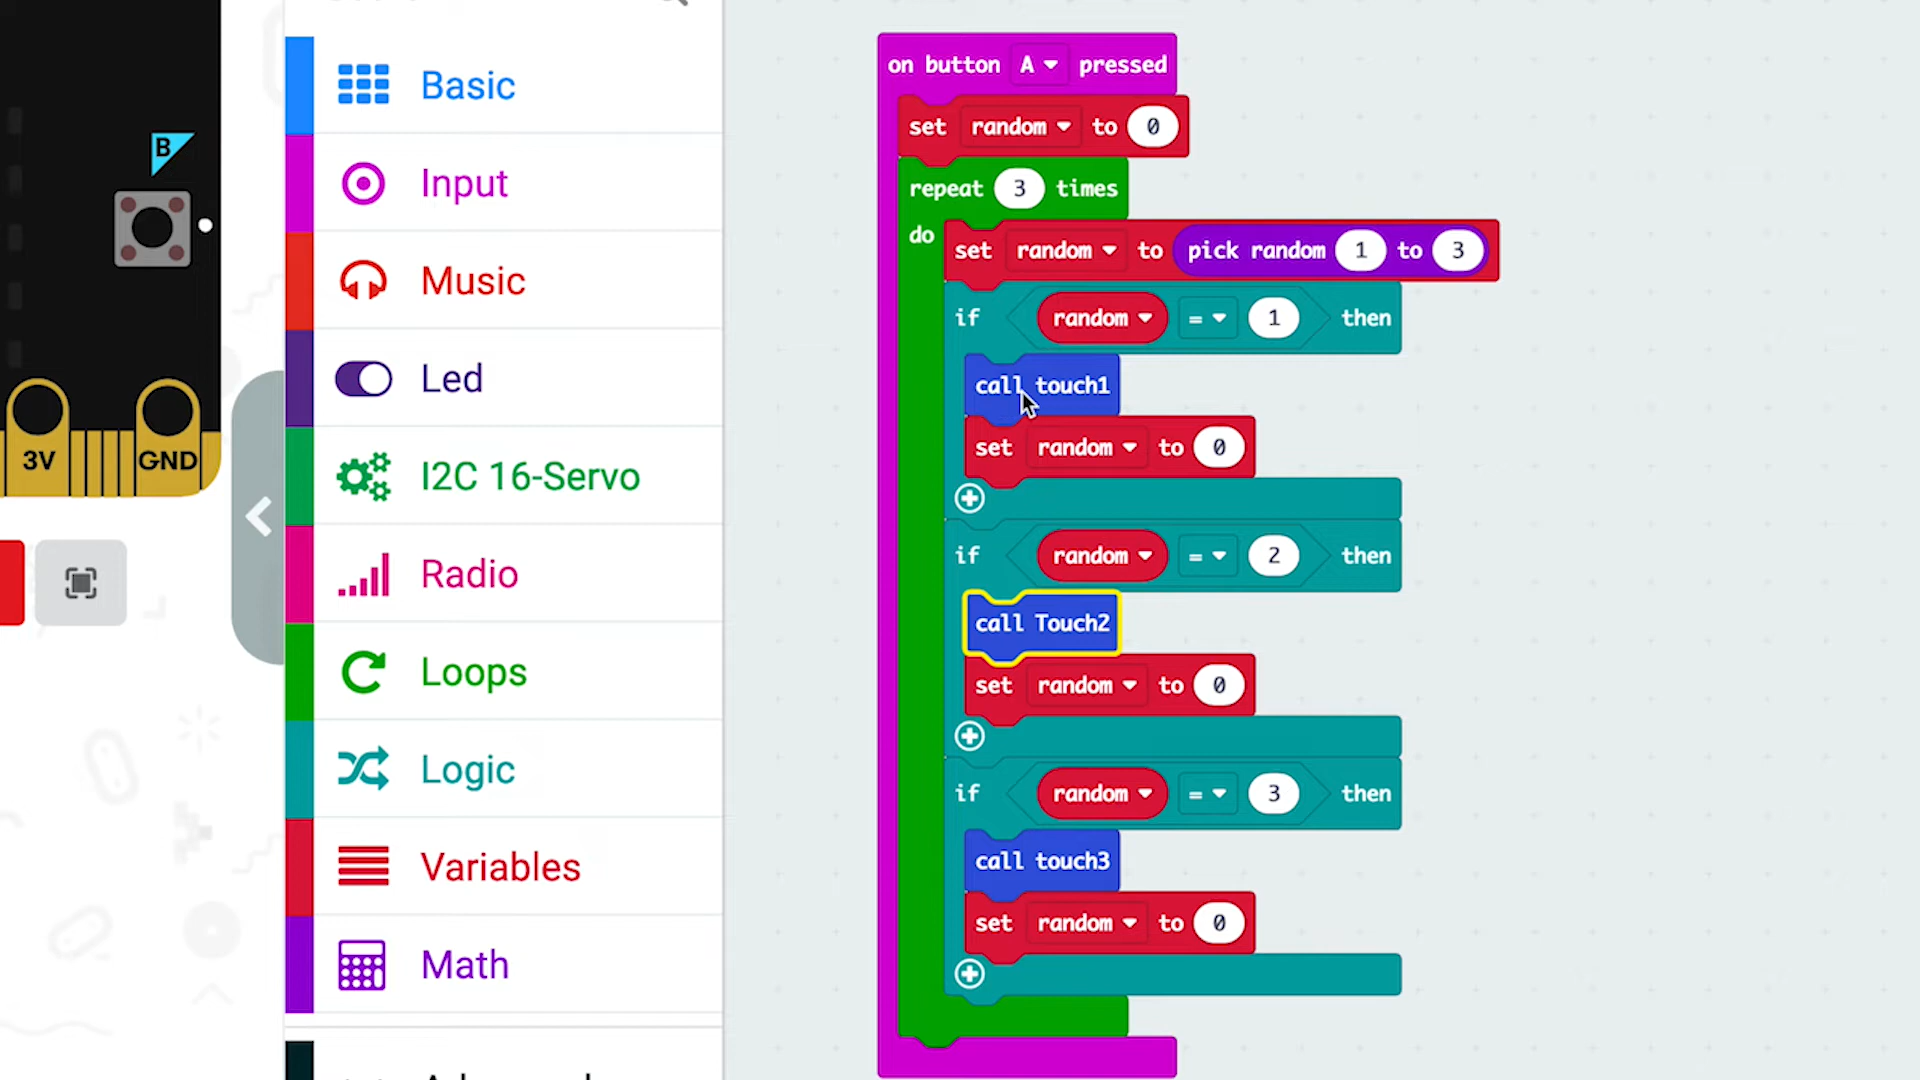 B
3V
GND
Basic
Input
Music
Led
I2C 16-Servo
Radio
Loops
Logic
Variables
Math
on button A pressed
set random to 0
repeat 3 times
do
set random to pick random 1 to 3
if random = 1 then
call touch1
set random to 0
if random = 2 then
call Touch2
set random to 0
if random = 3 then
call touch3
set random to 0